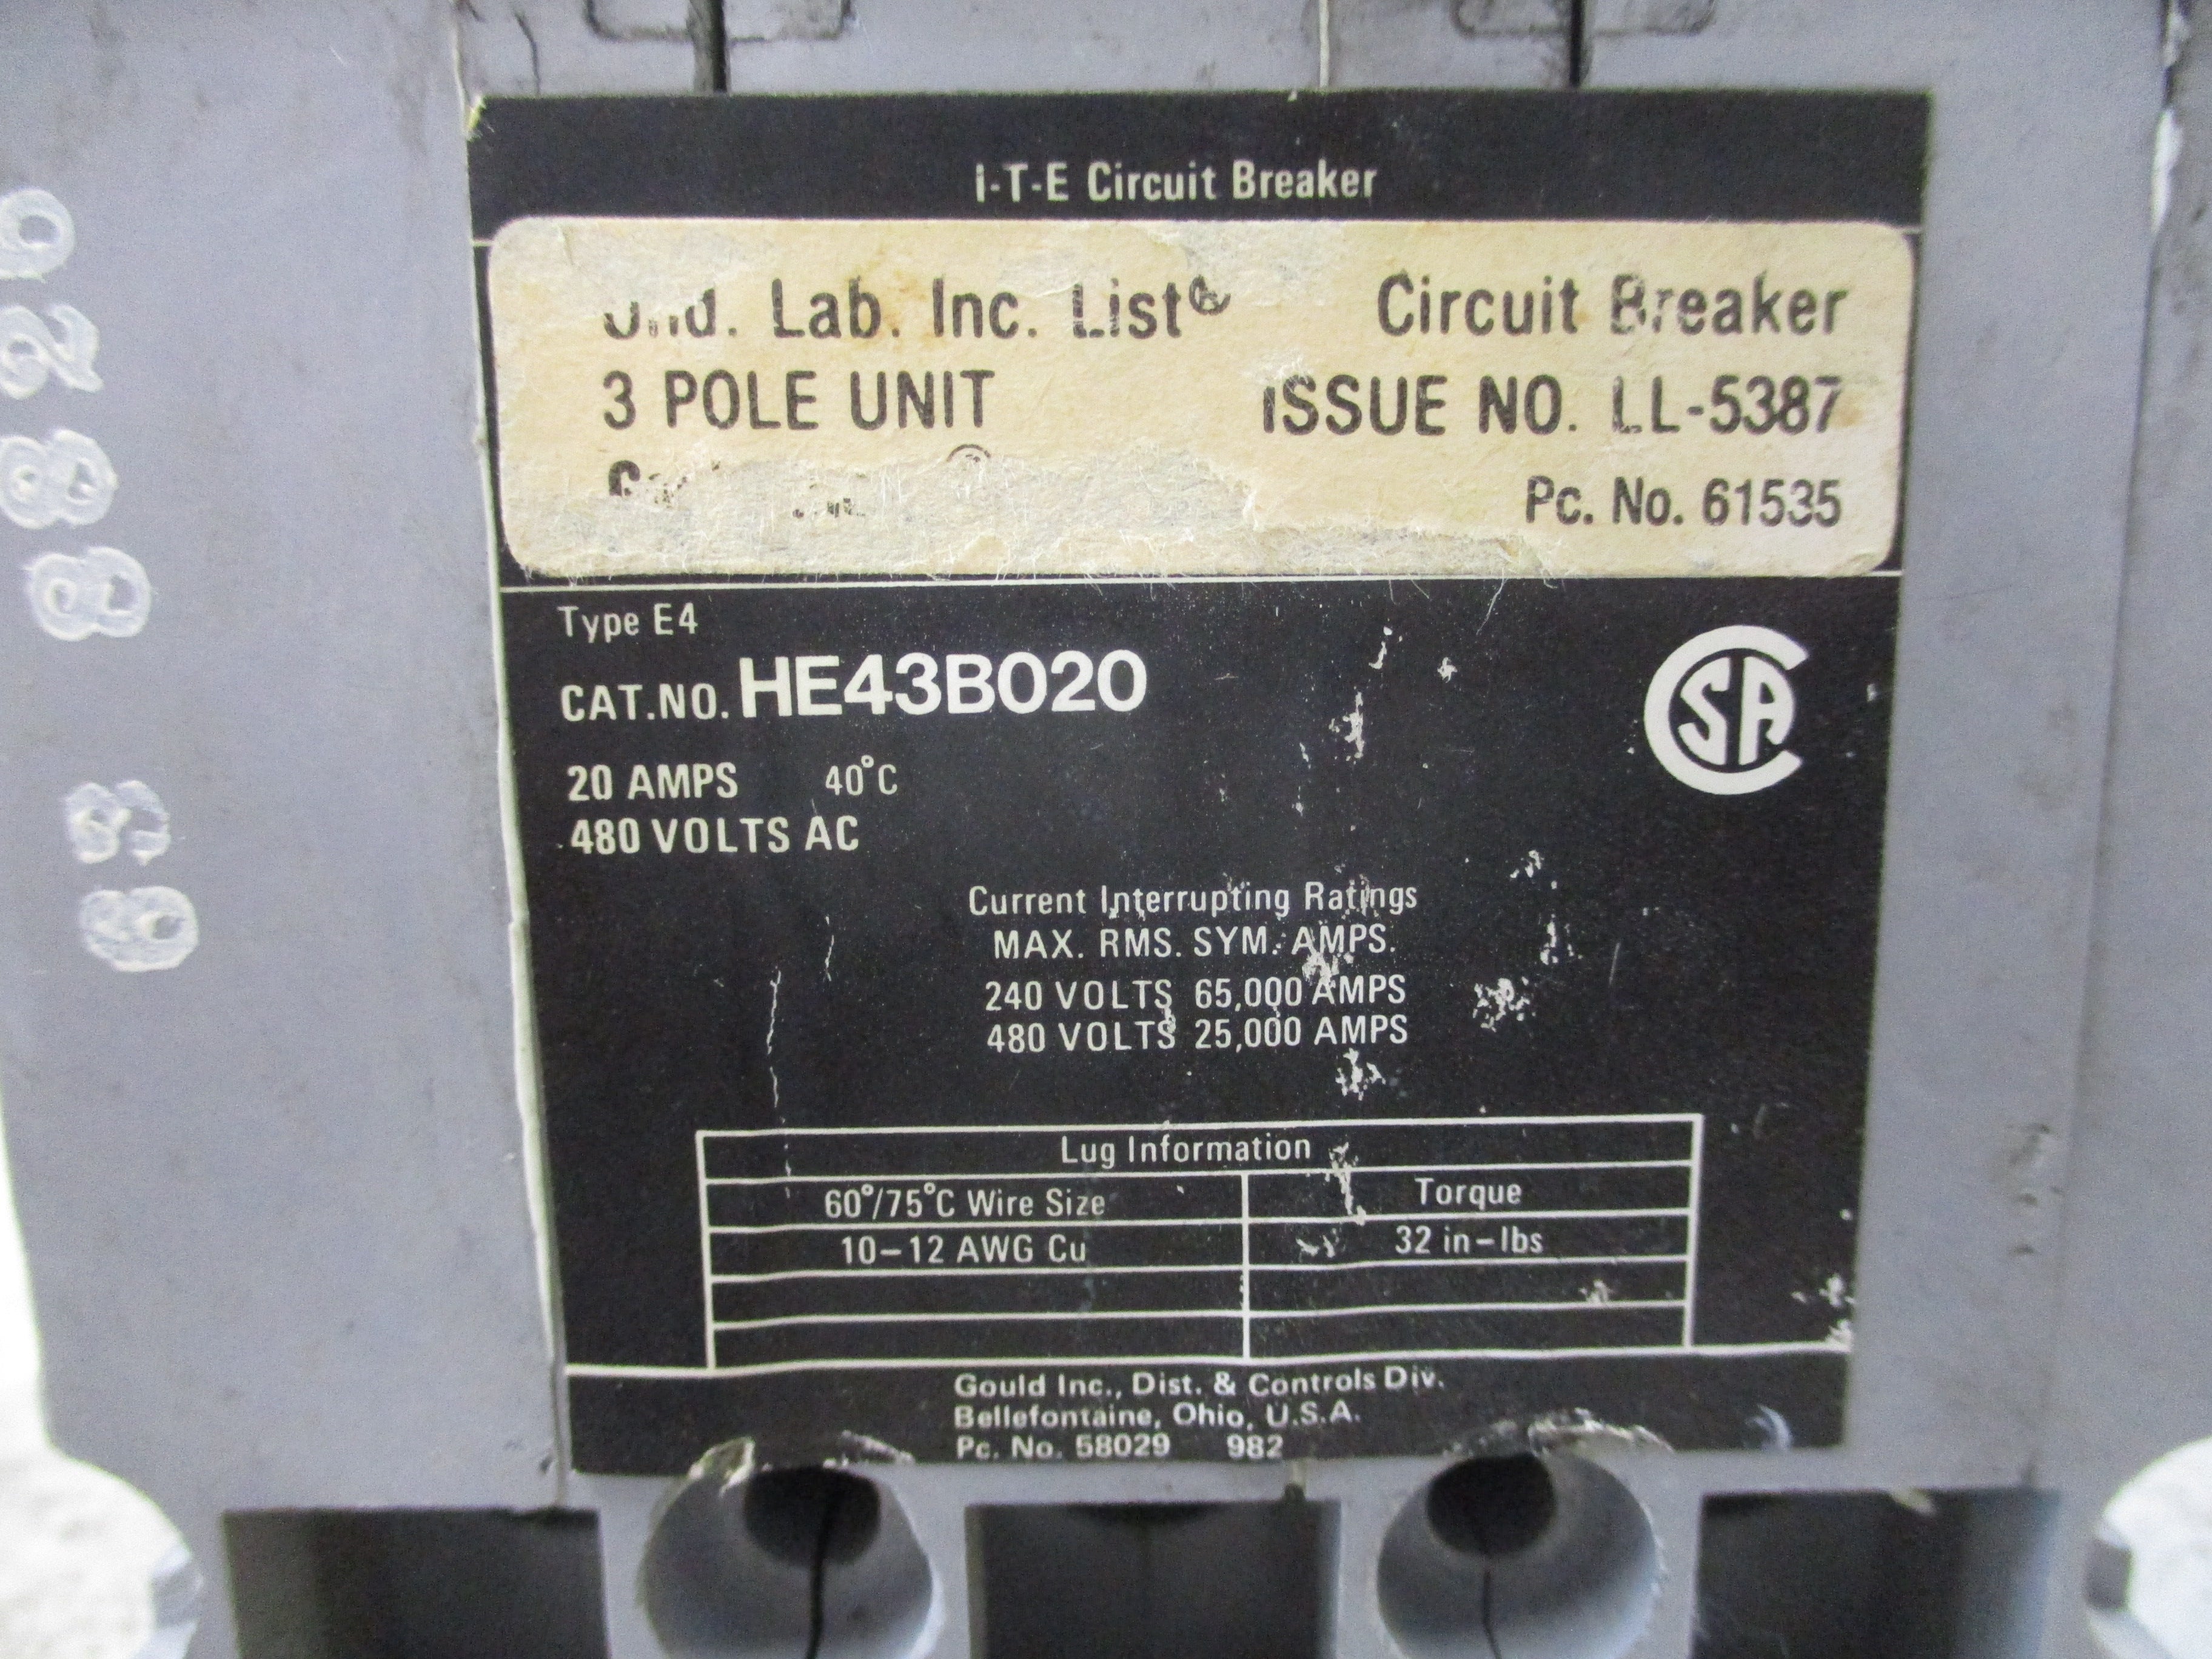 I-T-E Circuit Breaker
Und. Lab. Inc. List Circuit Breaker
3 POLE UNIT ISSUE NO. LL-5387
Pc. No. 61535
Type E4
CAT.NO. HE43B020
CSA
20 AMPS 40°C
480 VOLTS AC
Current Interrupting Ratings
MAX. RMS. SYM. AMPS.
240 VOLTS 65,000 AMPS
480 VOLTS 25,000 AMPS
Lug Information
60°/75°C Wire Size Torque
10-12 AWG Cu 32 in-lbs
Gould Inc., Dist. & Controls Div.
Bellefontaine, Ohio, U.S.A.
Pc. No. 58029 982